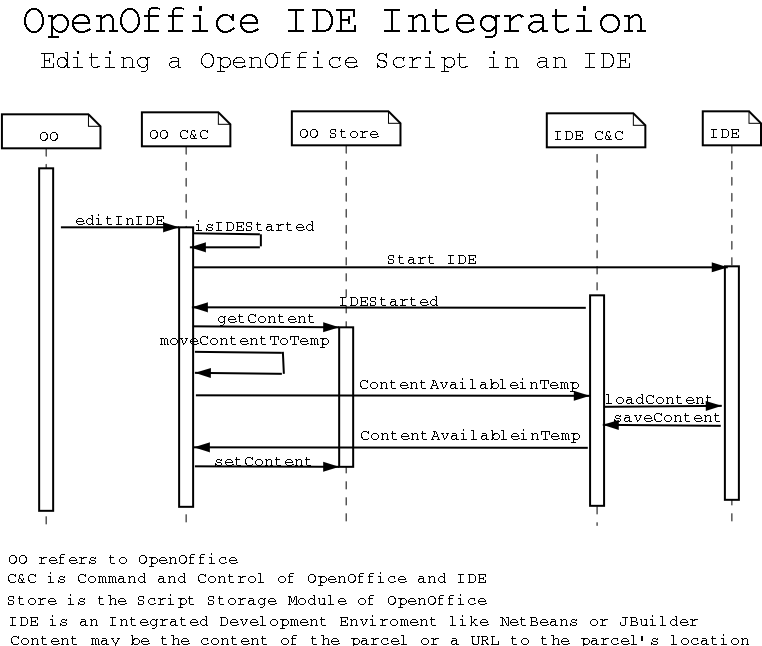 OpenOffice IDE Integration
Editing a OpenOffice Script in an IDE
OO
OO C&C
OO Store
IDE C&C
IDE
editInIDE
isIDEStarted
Start IDE
IDEStarted
getContent
moveContentToTemp
ContentAvailableinTemp
loadContent
saveContent
ContentAvailableinTemp
setContent
OO refers to OpenOffice
C&C is Command and Control of OpenOffice and IDE
Store is the Script Storage Module of OpenOffice
IDE is an Integrated Development Enviroment like NetBeans or JBuilder
Content may be the content of the parcel or a URL to the parcel's location